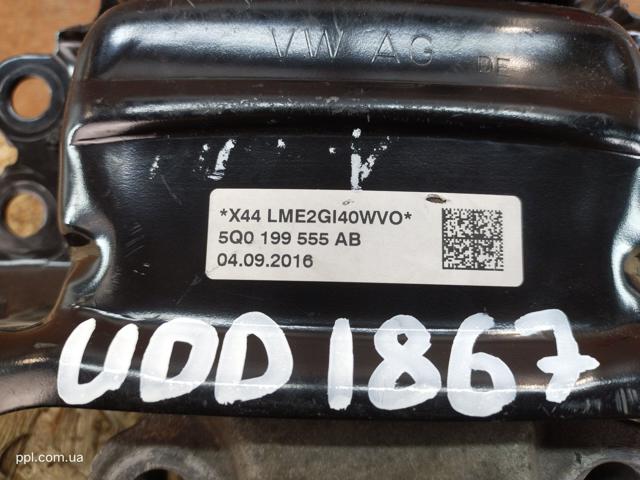 VW AG DE
*X44 LME2GI40WVO*
5Q0 199 555 AB
04.09.2016
UDD1867
ppl.com.ua